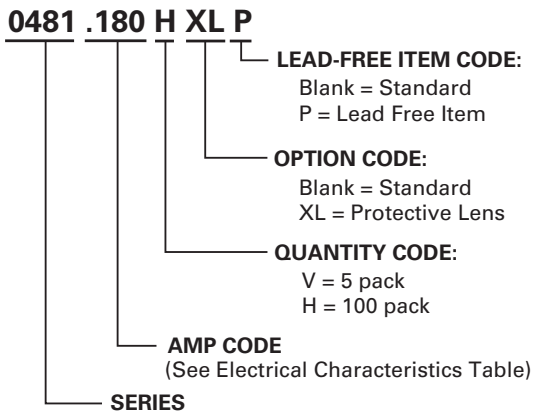 0481 .180 H XL P
LEAD-FREE ITEM CODE:
Blank = Standard
P = Lead Free Item
OPTION CODE:
Blank = Standard
XL = Protective Lens
QUANTITY CODE:
V = 5 pack
H = 100 pack
AMP CODE
(See Electrical Characteristics Table)
SERIES